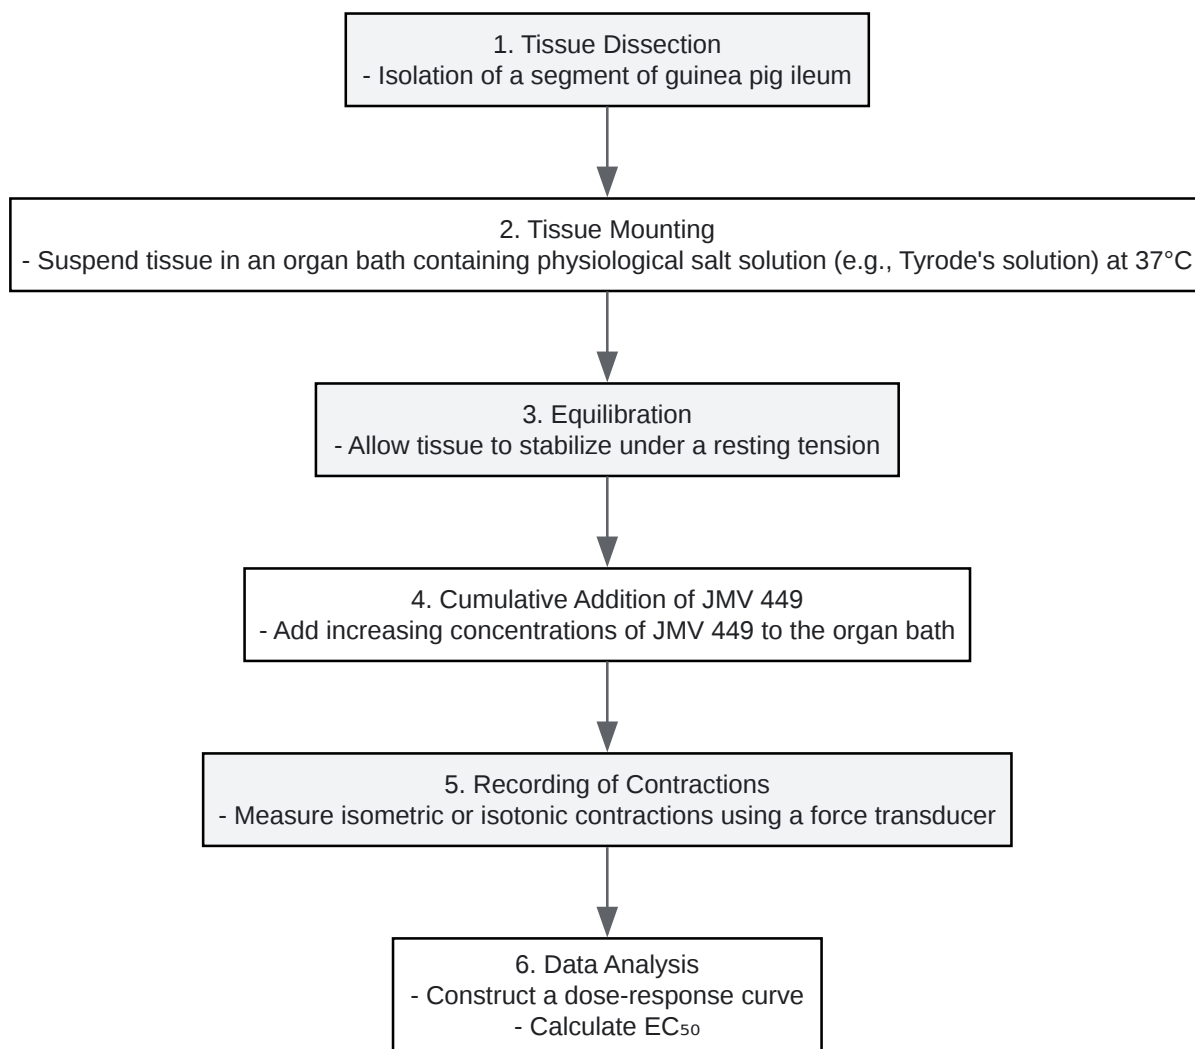 1. Tissue Dissection
- Isolation of a segment of guinea pig ileum
2. Tissue Mounting
- Suspend tissue in an organ bath containing physiological salt solution (e.g., Tyrode's solution) at 37°C
3. Equilibration
- Allow tissue to stabilize under a resting tension
4. Cumulative Addition of JMV 449
- Add increasing concentrations of JMV 449 to the organ bath
5. Recording of Contractions
- Measure isometric or isotonic contractions using a force transducer
6. Data Analysis
- Construct a dose-response curve
- Calculate EC₅₀